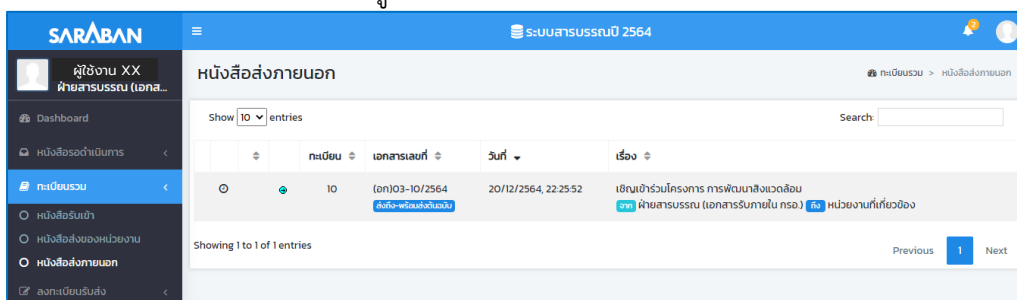 SARABAN
ระบบสารบรรณปี 2564
2
ผู้ใช้งาน XX
ฝ่ายสารบรรณ (เอกส...
หนังสือส่งภายนอก
ทะเบียนรวม > หนังสือส่งภายนอก
Dashboard
Show 10 entries
Search:
หนังสือรอดำเนินการ
ทะเบียน เอกสารเลขที่ วันที่ เรื่อง
ทะเบียนรวม
10 (อท)03-10/2564 20/12/2564, 22:25:52 เชิญเข้าร่วมโครงการ การพัฒนาสิ่งแวดล้อม
ส่งถึง-พร้อมส่งต้นฉบับ จาก ฝ่ายสารบรรณ (เอกสารรับภายใน กรอ.) ถึง หน่วยงานที่เกี่ยวข้อง
หนังสือรับเข้า
หนังสือส่งของหน่วยงาน
Showing 1 to 1 of 1 entries
Previous 1 Next
หนังสือส่งภายนอก
ลงทะเบียนรับส่ง